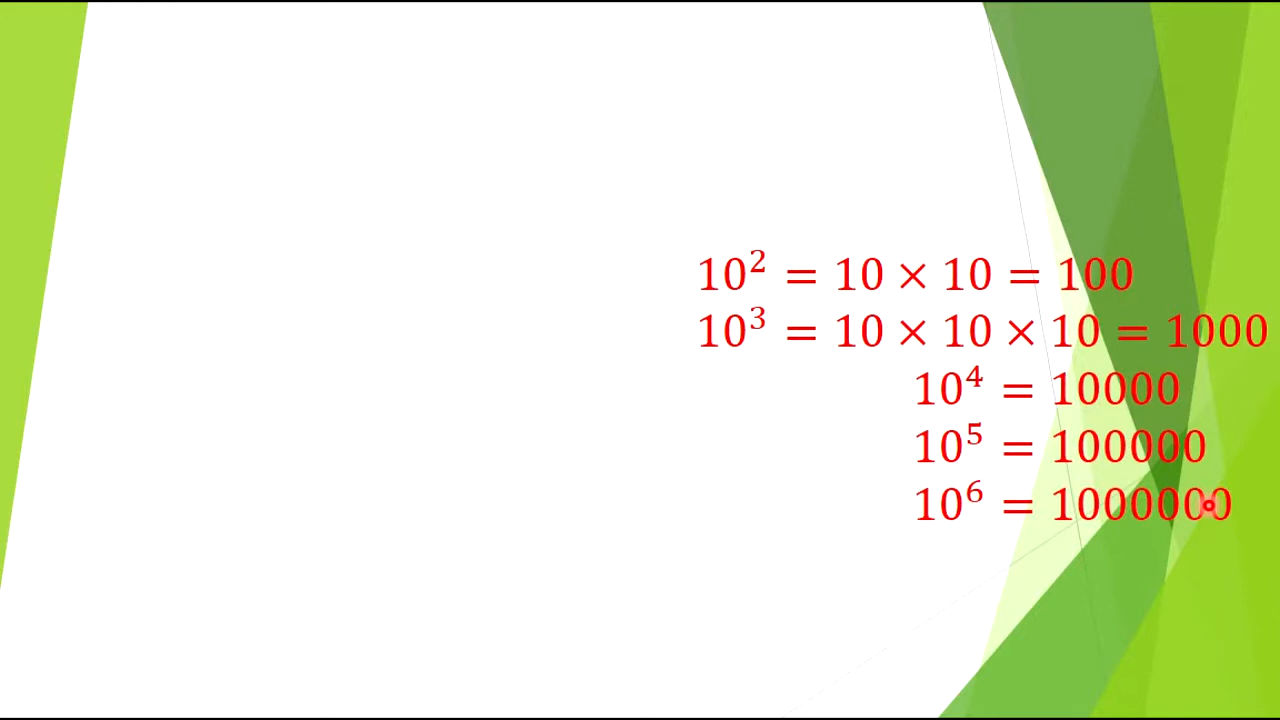 10² = 10 × 10 = 100
10³ = 10 × 10 × 10 = 1000
10⁴ = 10000
10⁵ = 100000
10⁶ = 1000000